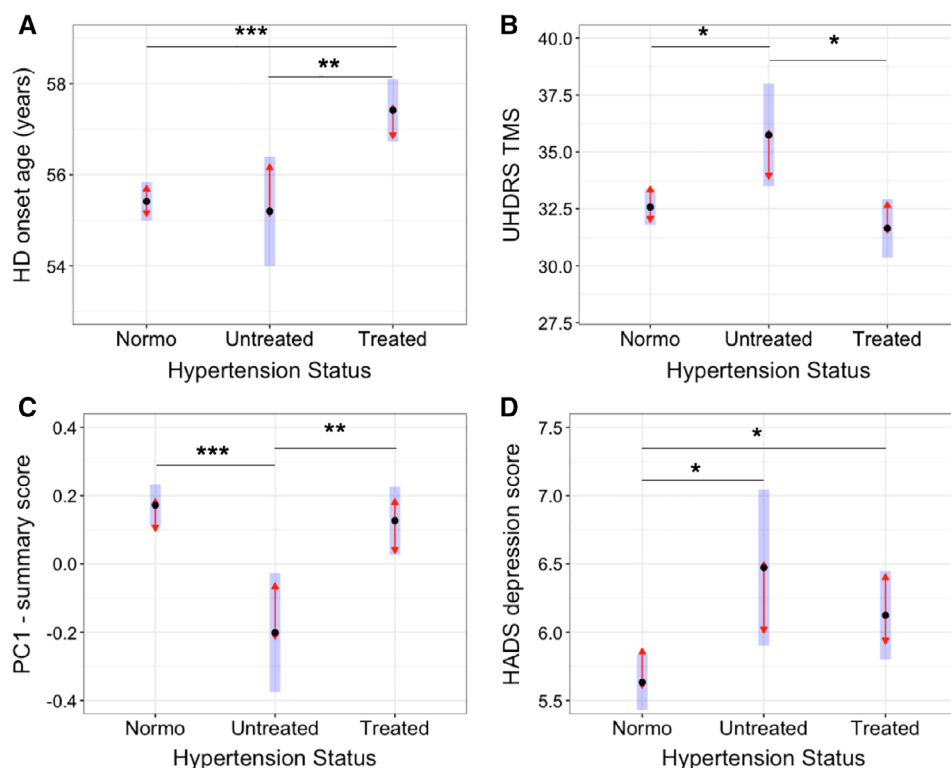 A
HD onset age (years)
58
56
54
***
**
Normo Untreated Treated
Hypertension Status
B
UHDRS TMS
40.0
37.5
35.0
32.5
30.0
27.5
*
*
Normo Untreated Treated
Hypertension Status
C
PC1 - summary score
0.4
0.2
0.0
-0.2
-0.4
***
**
Normo Untreated Treated
Hypertension Status
D
HADS depression score
7.5
7.0
6.5
6.0
5.5
*
*
Normo Untreated Treated
Hypertension Status